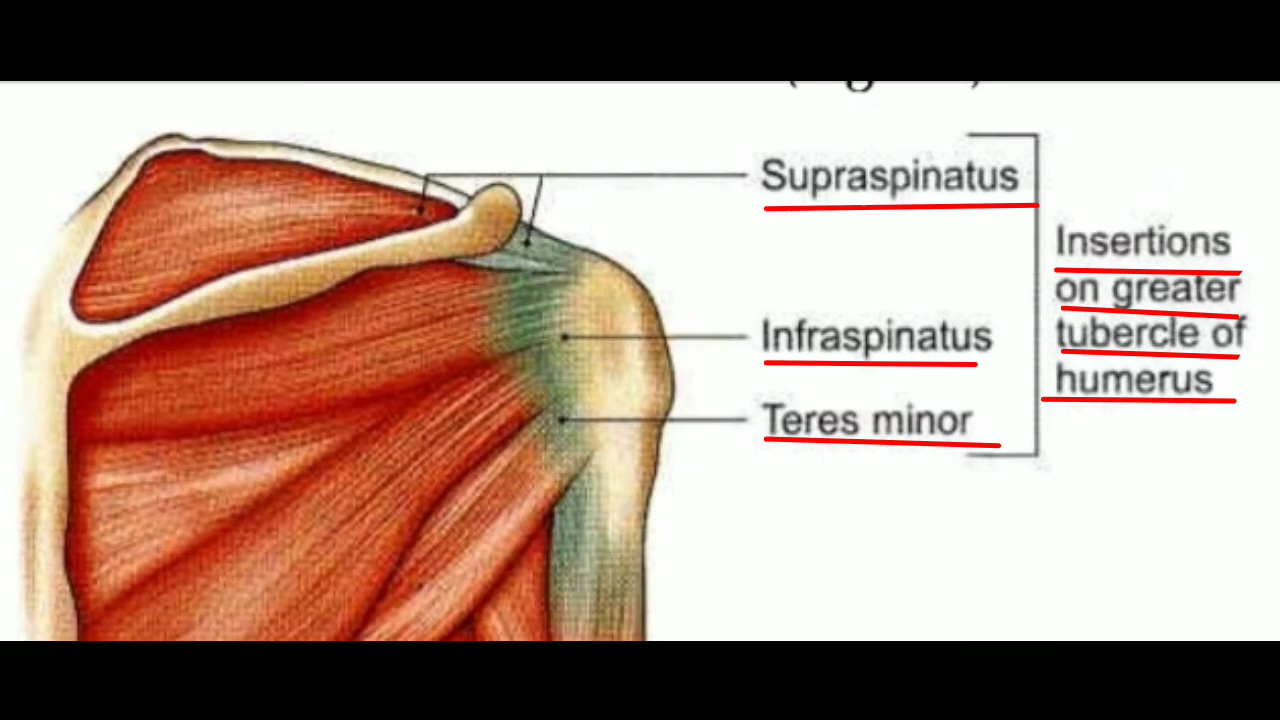 Supraspinatus
Infraspinatus
Teres minor
Insertions
on greater
tubercle of
humerus